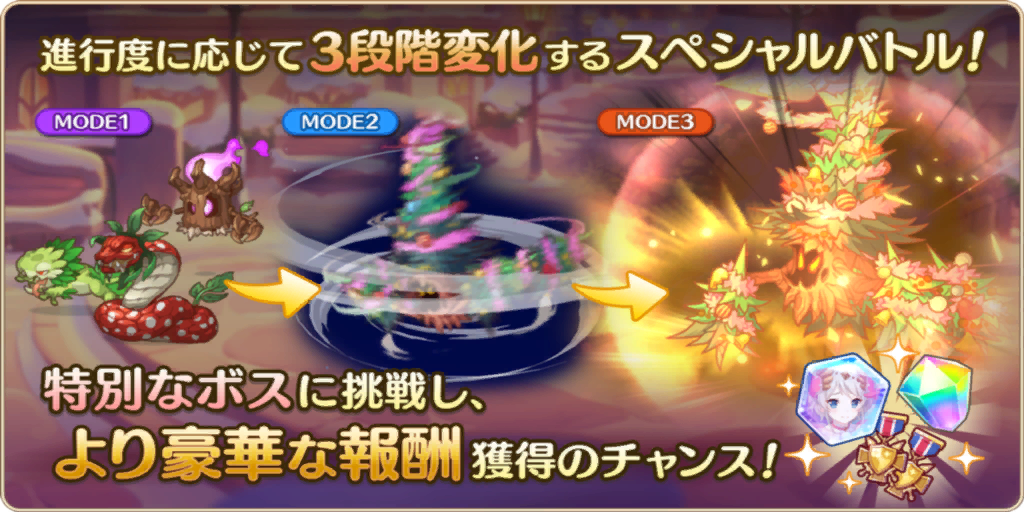 進行度に応じて3段階変化するスペシャルバトル!
MODE1
MODE2
MODE3
特別なボスに挑戦し、
より豪華な報酬獲得のチャンス!